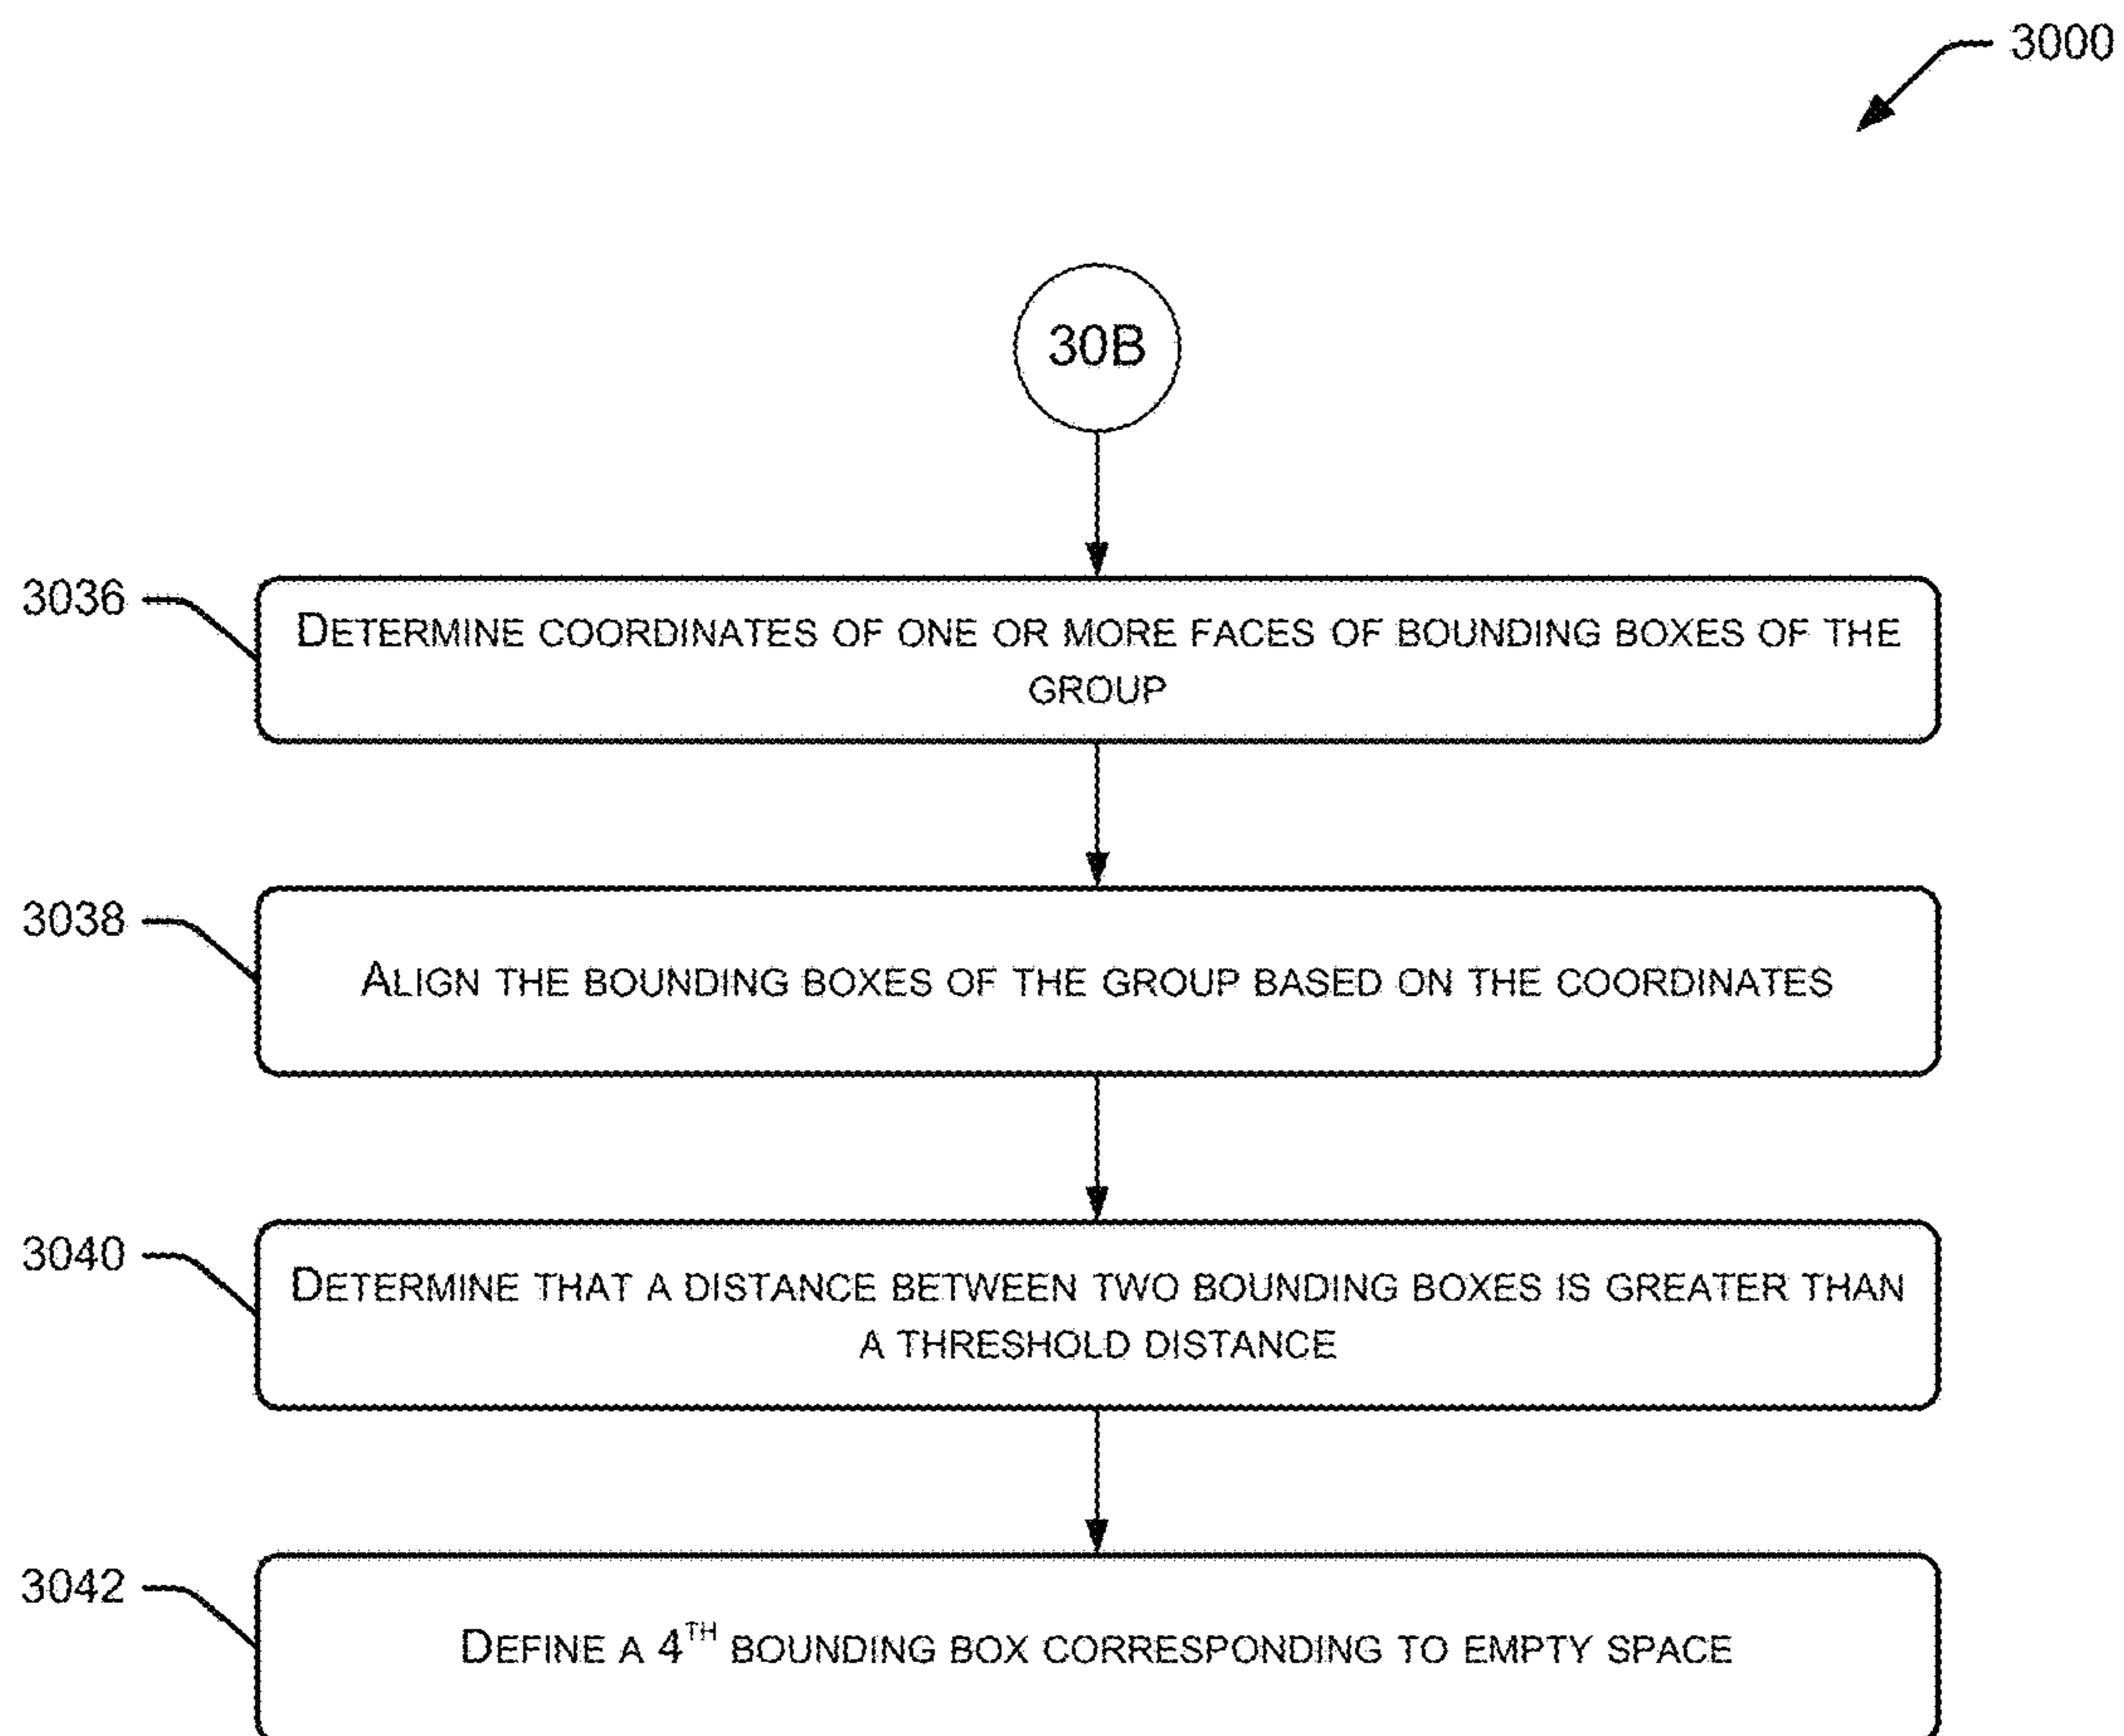 3000
30B
3036
DETERMINE COORDINATES OF ONE OR MORE FACES OF BOUNDING BOXES OF THE
GROUP
3038
ALIGN THE BOUNDING BOXES OF THE GROUP BASED ON THE COORDINATES
3040
DETERMINE THAT A DISTANCE BETWEEN TWO BOUNDING BOXES IS GREATER THAN
A THRESHOLD DISTANCE
3042
DEFINE A 4TH BOUNDING BOX CORRESPONDING TO EMPTY SPACE